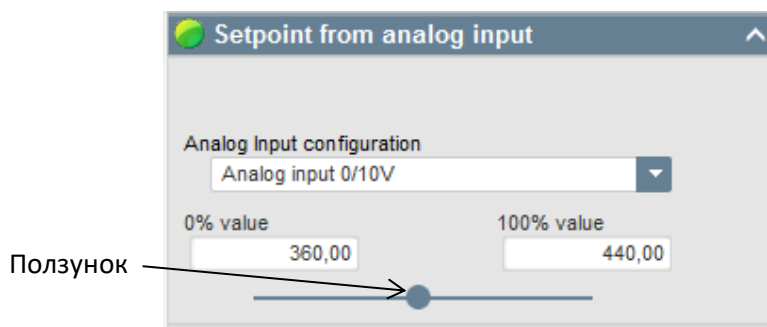 Setpoint from analog input
Analog Input configuration
Analog input 0/10V
0% value 100% value
360,00 440,00
Ползунок